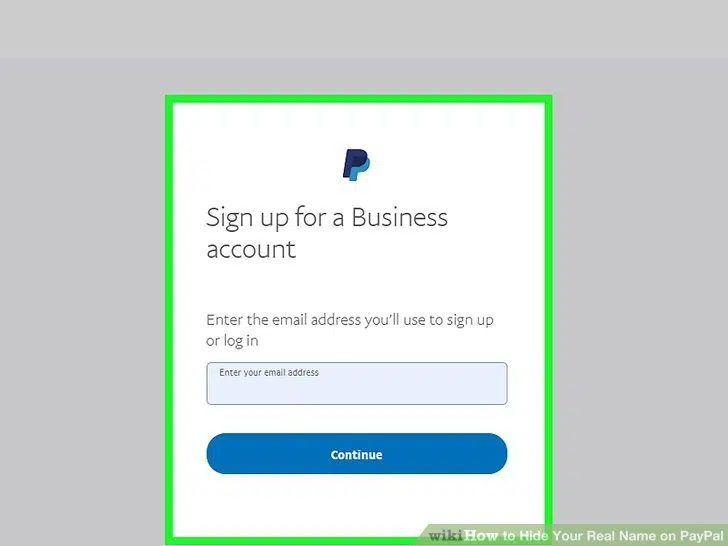 Sign up for a Business
account
Enter the email address you'll use to sign up
or log in
Enter your email address
Continue
wikiHow to Hide Your Real Name on PayPal